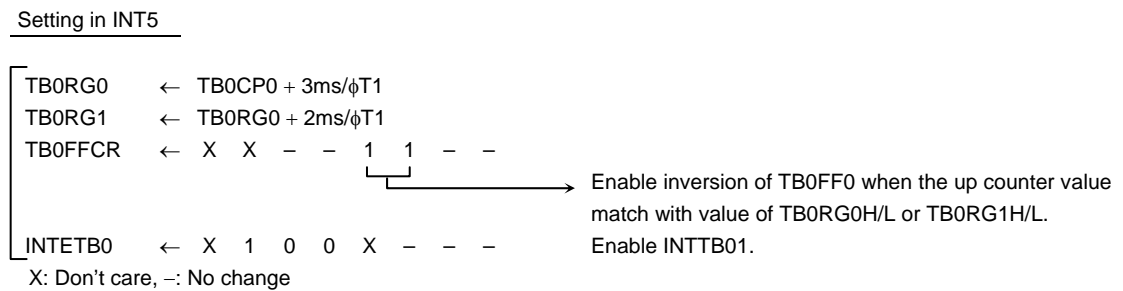 Setting in INT5
TB0RG0 ← TB0CP0 + 3ms/ϕT1
TB0RG1 ← TB0RG0 + 2ms/ϕT1
TB0FFCR ← X X – – 1 1 – –
Enable inversion of TB0FF0 when the up counter value
match with value of TB0RG0H/L or TB0RG1H/L.
INTETB0 ← X 1 0 0 X – – – Enable INTTB01.
X: Don't care, –: No change